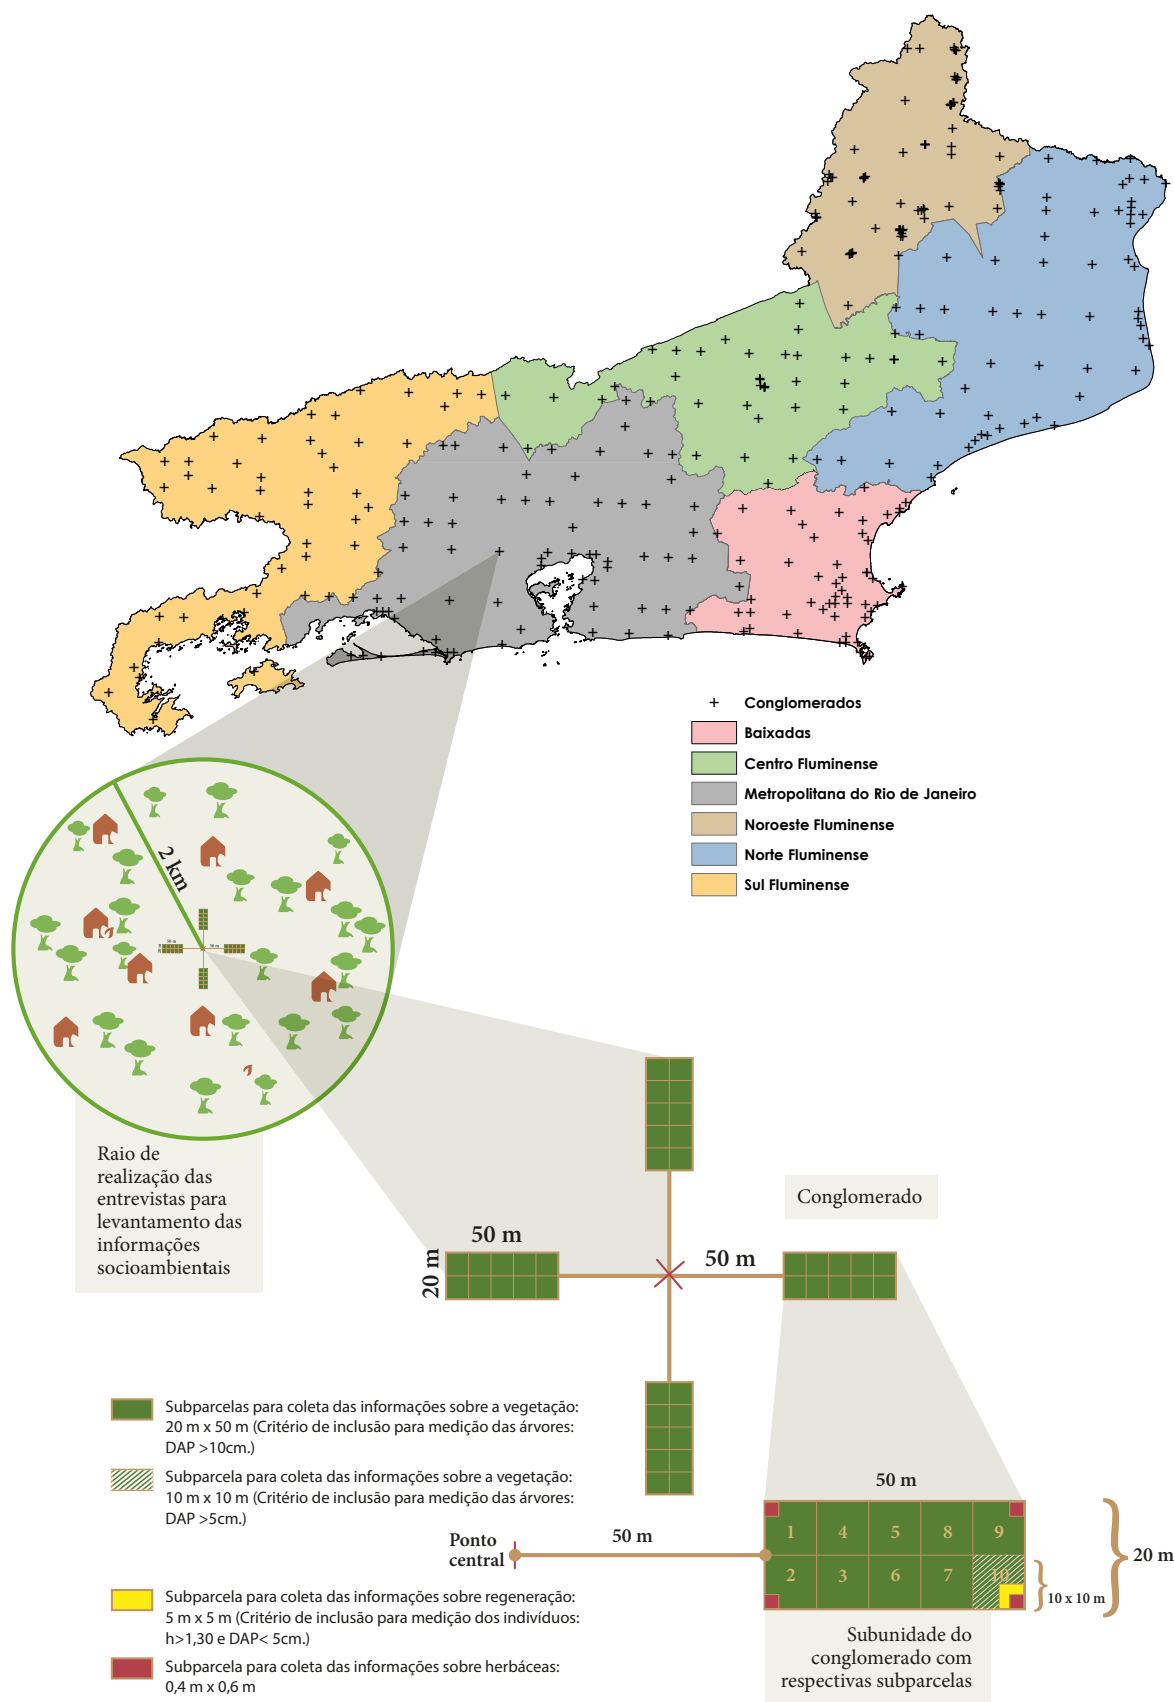 Conglomerados
Baixadas
Centro Fluminense
Metropolitana do Rio de Janeiro
Noroeste Fluminense
Norte Fluminense
Sul Fluminense
2 km
50 m
50 m
Raio de
realização das
entrevistas para
levantamento das
informações
socioambientais
Conglomerado
50 m
20 m
50 m
Subparcelas para coleta das informações sobre a vegetação:
20 m x 50 m (Critério de inclusão para medição das árvores:
DAP >10cm.)
Subparcela para coleta das informações sobre a vegetação:
10 m x 10 m (Critério de inclusão para medição das árvores:
DAP >5cm.)
Subparcela para coleta das informações sobre regeneração:
5 m x 5 m (Critério de inclusão para medição dos indivíduos:
h>1,30 e DAP< 5cm.)
Subparcela para coleta das informações sobre herbáceas:
0,4 m x 0,6 m
Ponto
central
50 m
50 m
1 4 5 8 9
2 3 6 7 10
20 m
10 x 10 m
Subunidade do
conglomerado com
respectivas subparcelas